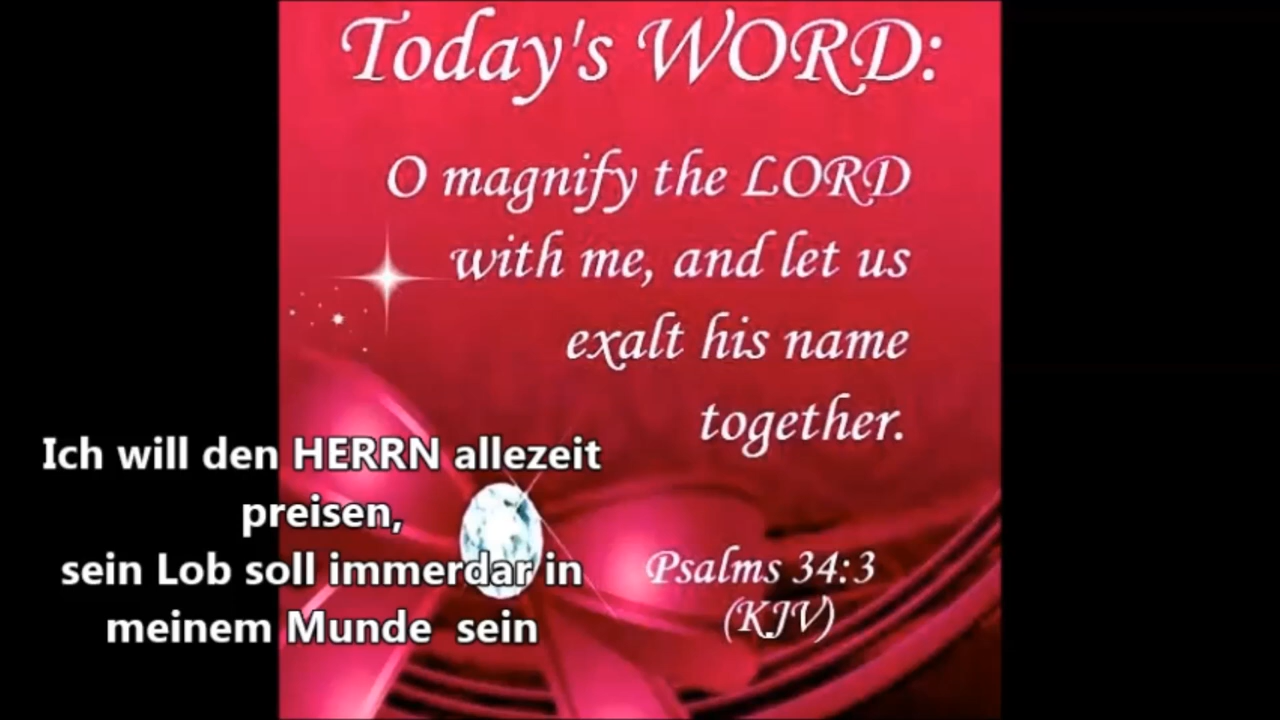 Today's WORD:
O magnify the LORD
with me, and let us
exalt his name
together.
Ich will den HERRN allezeit
preisen,
sein Lob soll immerdar in
meinem Munde sein
Psalms 34:3
(KJV)